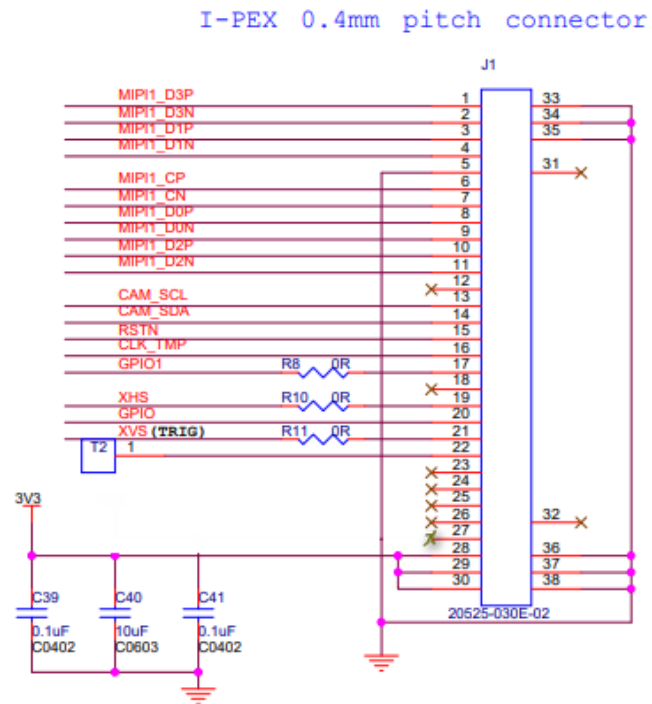 I-PEX 0.4mm pitch connector
J1
MIPI1_D3P 1 33
MIPI1_D3N 2 34
MIPI1_D1P 3 35
MIPI1_D1N 4
5 31
MIPI1_CP 6
MIPI1_CN 7
MIPI1_D0P 8
MIPI1_D0N 9
MIPI1_D2P 10
MIPI1_D2N 11
12
CAM_SCL 13
CAM_SDA 14
RSTN 15
CLK_TMP 16
GPIO1 R8 0R 17
18
XHS R10 0R 19
GPIO 20
XVS (TRIG) R11 0R 21
T2 1 22
23
24
25
26 32
27
3V3
28 36
29 37
30 38
20525-030E-02
C39 C40 C41
0.1uF 10uF 0.1uF
C0402 C0603 C0402